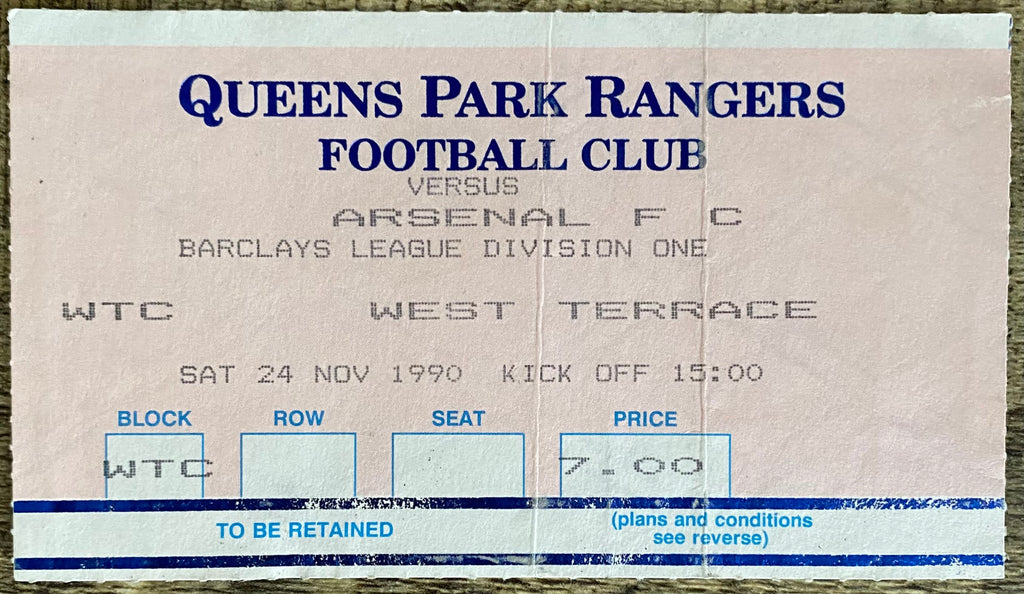 QUEENS PARK RANGERS
FOOTBALL CLUB
VERSUS
ARSENAL F C
BARCLAYS LEAGUE DIVISION ONE
WTC WEST TERRACE
SAT 24 NOV 1990 KICK OFF 15:00
BLOCK ROW SEAT PRICE
WTC 7.00
TO BE RETAINED
(plans and conditions
see reverse)